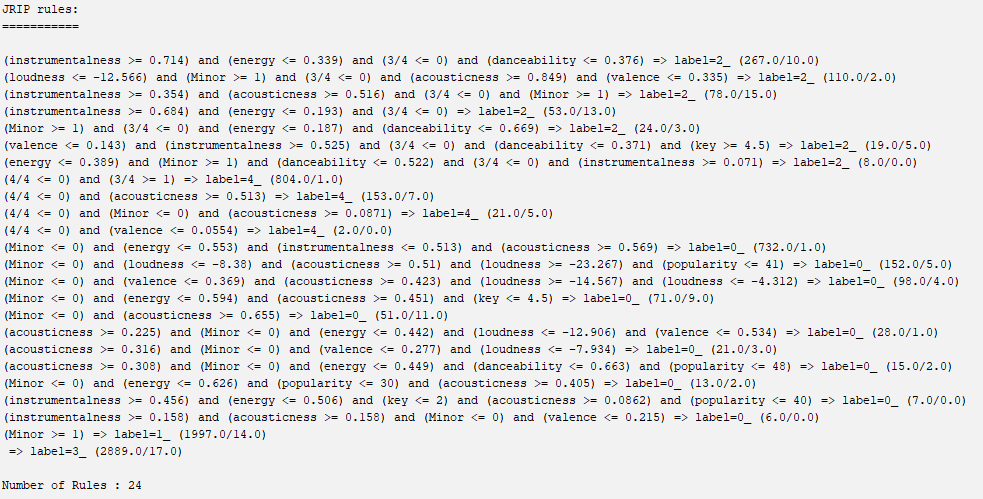 JRIP rules:
===========
(instrumentalness >= 0.714) and (energy <= 0.339) and (3/4 <= 0) and (danceability <= 0.376) => label=2_ (267.0/10.0)
(loudness <= -12.566) and (Minor >= 1) and (3/4 <= 0) and (acousticness >= 0.849) and (valence <= 0.335) => label=2_ (110.0/2.0)
(instrumentalness >= 0.354) and (acousticness >= 0.516) and (3/4 <= 0) and (Minor >= 1) => label=2_ (78.0/15.0)
(instrumentalness >= 0.684) and (energy <= 0.193) and (3/4 <= 0) => label=2_ (53.0/13.0)
(Minor >= 1) and (3/4 <= 0) and (energy <= 0.187) and (danceability <= 0.669) => label=2_ (24.0/3.0)
(valence <= 0.143) and (instrumentalness >= 0.525) and (3/4 <= 0) and (danceability <= 0.371) and (key >= 4.5) => label=2_ (19.0/5.0)
(energy <= 0.389) and (Minor >= 1) and (danceability <= 0.522) and (3/4 <= 0) and (instrumentalness >= 0.071) => label=2_ (8.0/0.0)
(4/4 <= 0) and (3/4 >= 1) => label=4_ (804.0/1.0)
(4/4 <= 0) and (acousticness >= 0.513) => label=4_ (153.0/7.0)
(4/4 <= 0) and (Minor <= 0) and (acousticness >= 0.0871) => label=4_ (21.0/5.0)
(4/4 <= 0) and (valence <= 0.0554) => label=4_ (2.0/0.0)
(Minor <= 0) and (energy <= 0.553) and (instrumentalness <= 0.513) and (acousticness >= 0.569) => label=0_ (732.0/1.0)
(Minor <= 0) and (loudness <= -8.38) and (acousticness >= 0.51) and (loudness >= -23.267) and (popularity <= 41) => label=0_ (152.0/5.0)
(Minor <= 0) and (valence <= 0.369) and (acousticness >= 0.423) and (loudness >= -14.567) and (loudness <= -4.312) => label=0_ (98.0/4.0)
(Minor <= 0) and (energy <= 0.594) and (acousticness >= 0.451) and (key <= 4.5) => label=0_ (71.0/9.0)
(Minor <= 0) and (acousticness >= 0.655) => label=0_ (51.0/11.0)
(acousticness >= 0.225) and (Minor <= 0) and (energy <= 0.442) and (loudness <= -12.906) and (valence <= 0.534) => label=0_ (28.0/1.0)
(acousticness >= 0.316) and (Minor <= 0) and (valence <= 0.277) and (loudness <= -7.934) => label=0_ (21.0/3.0)
(acousticness >= 0.308) and (Minor <= 0) and (energy <= 0.449) and (danceability <= 0.663) and (popularity <= 48) => label=0_ (15.0/2.0)
(Minor <= 0) and (energy <= 0.626) and (popularity <= 30) and (acousticness >= 0.405) => label=0_ (13.0/2.0)
(instrumentalness >= 0.456) and (energy <= 0.506) and (key <= 2) and (acousticness >= 0.0862) and (popularity <= 40) => label=0_ (7.0/0.0)
(instrumentalness >= 0.158) and (acousticness >= 0.158) and (Minor <= 0) and (valence <= 0.215) => label=0_ (6.0/0.0)
(Minor >= 1) => label=1_ (1997.0/14.0)
=> label=3_ (2889.0/17.0)
Number of Rules : 24